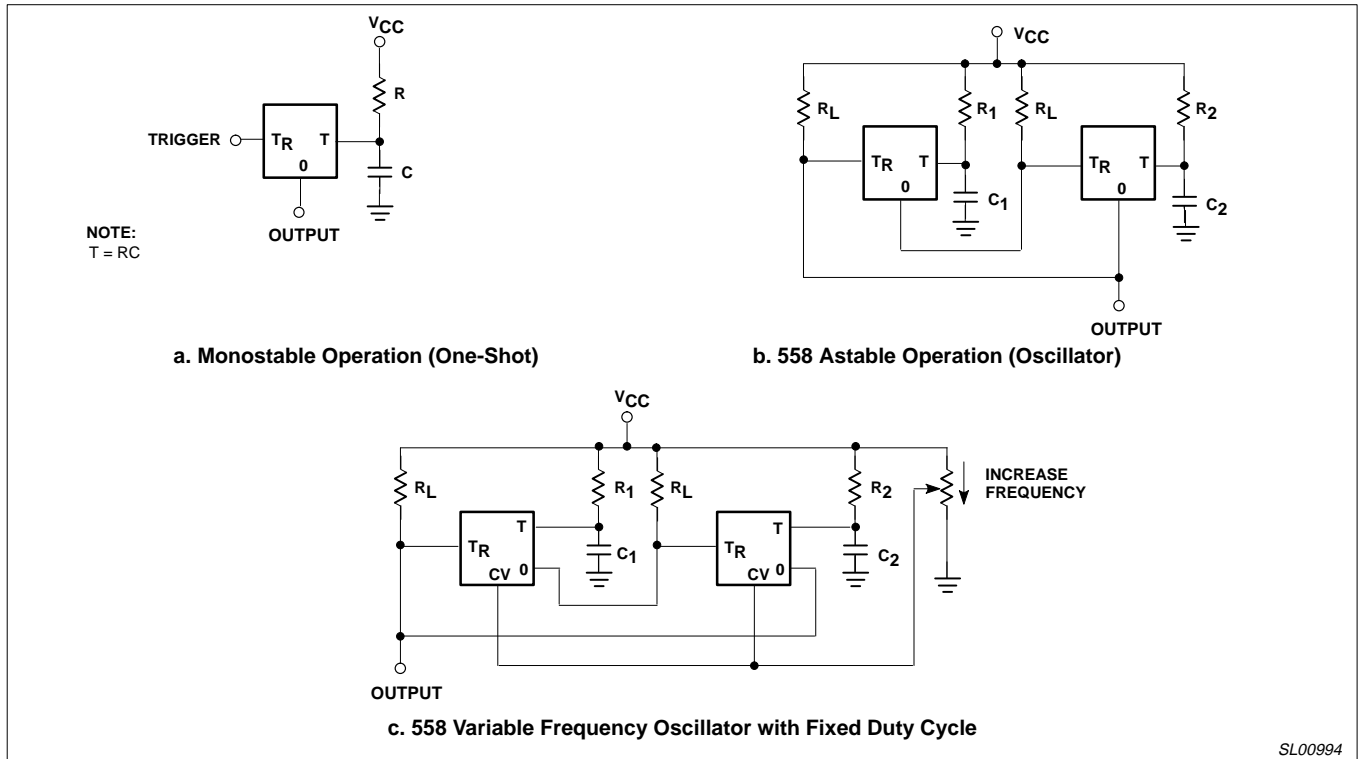 VCC
R
TRIGGER
TR
T
0
C
OUTPUT
NOTE:
T = RC
a. Monostable Operation (One-Shot)
VCC
RL
R1
RL
R2
TR
T
0
C1
TR
T
0
C2
OUTPUT
b. 558 Astable Operation (Oscillator)
VCC
RL
R1
RL
R2
INCREASE
FREQUENCY
T
TR
CV 0
C1
T
TR
CV 0
C2
OUTPUT
c. 558 Variable Frequency Oscillator with Fixed Duty Cycle
SL00994